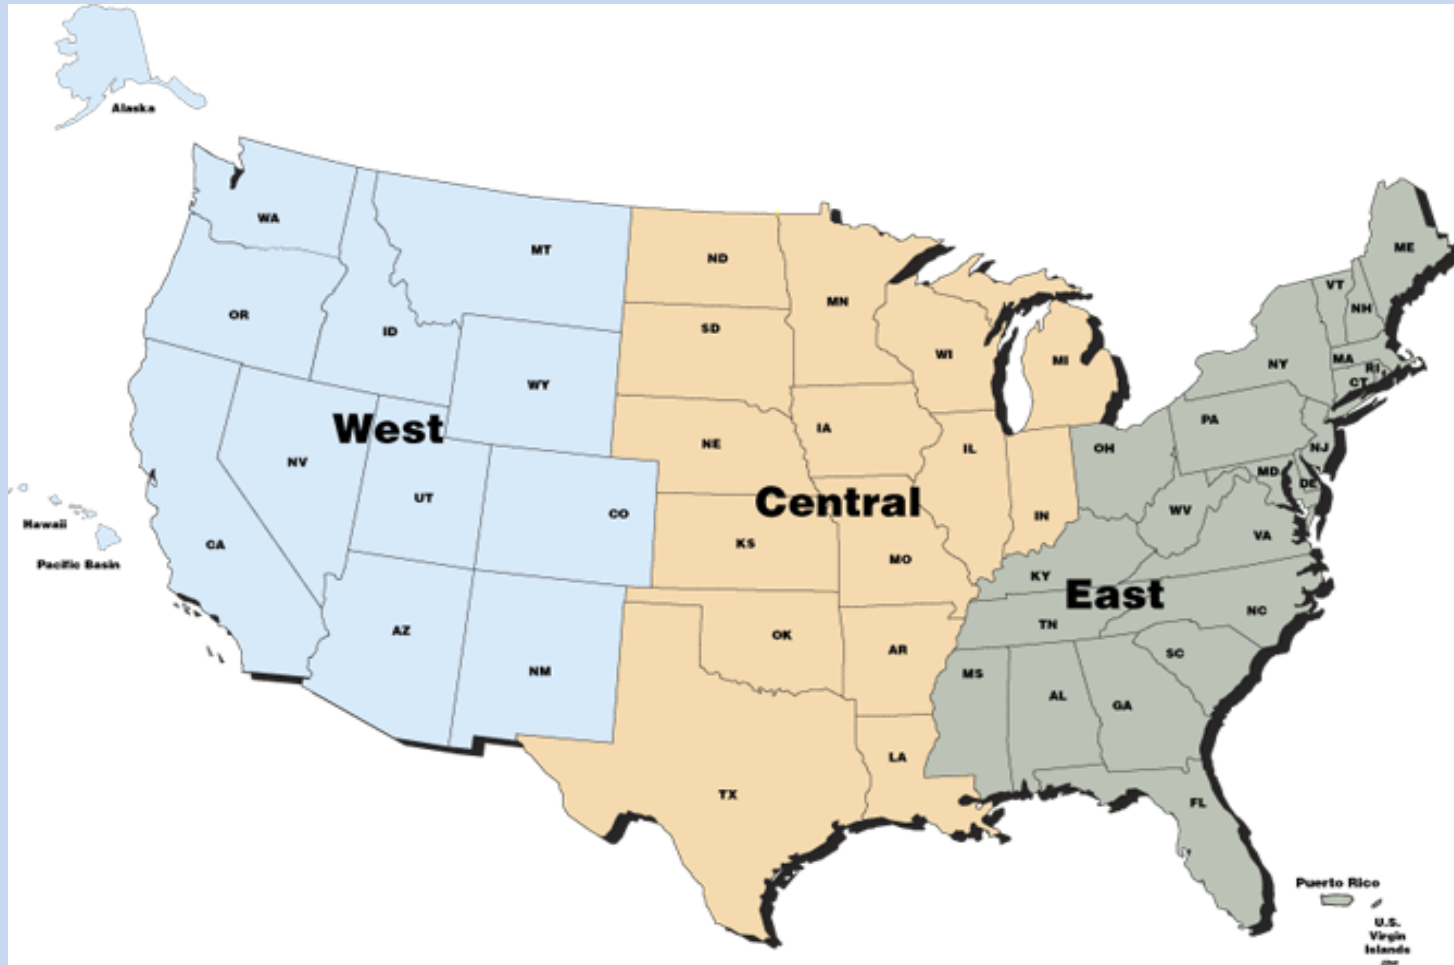 Alaska
WA
MT
ND
ME
MN
VT
NH
OR
SD
ID
WI
MA
MI
NY
RI
CT
WY
PA
West
IA
NE
IL
OH
NJ
NV
MD
DE
UT
Central
CO
WV
IN
Hawaii
VA
CA
KS
MO
Pacific Basin
KY
East
NC
AZ
TN
OK
AR
SC
NM
MS
AL
GA
LA
TX
FL
Puerto Rico
U.S.
Virgin
Islands